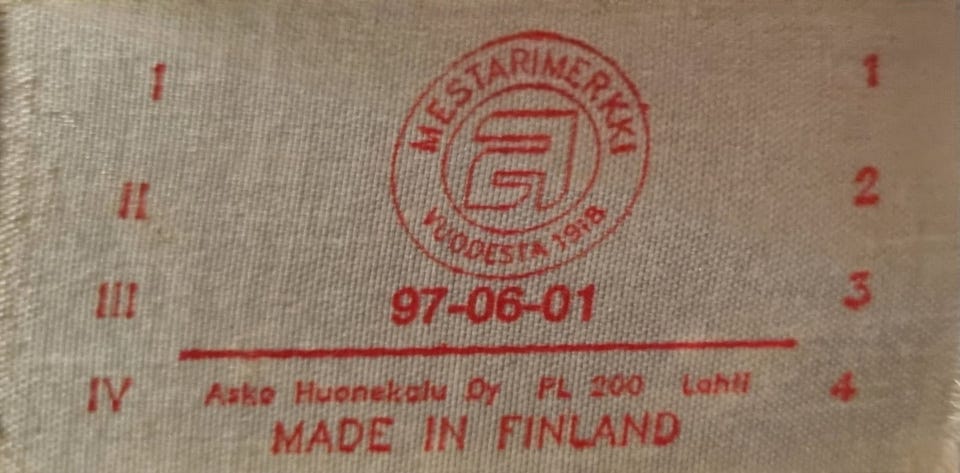 MESTARIMERKKI
a
VUODESTA 1918
I 1
II 2
97-06-01
III 3
IV Asko Huonekalu Oy PL 200 Lahti 4
MADE IN FINLAND